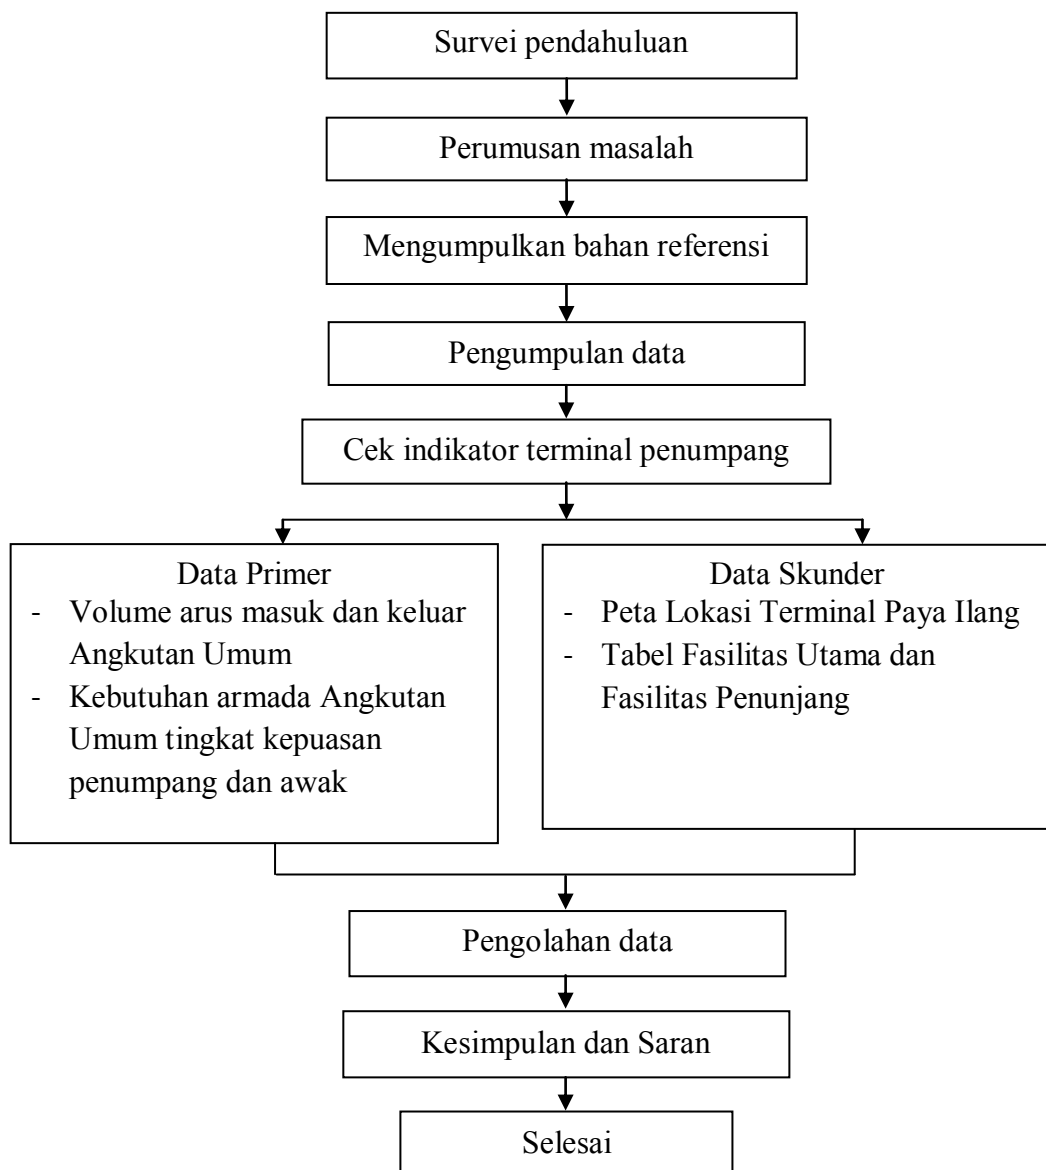 Survei pendahuluan
Perumusan masalah
Mengumpulkan bahan referensi
Pengumpulan data
Cek indikator terminal penumpang
Data Primer
- Volume arus masuk dan keluar
Angkutan Umum
- Kebutuhan armada Angkutan
Umum tingkat kepuasan
penumpang dan awak
Data Skunder
- Peta Lokasi Terminal Paya Ilang
- Tabel Fasilitas Utama dan
Fasilitas Penunjang
Pengolahan data
Kesimpulan dan Saran
Selesai